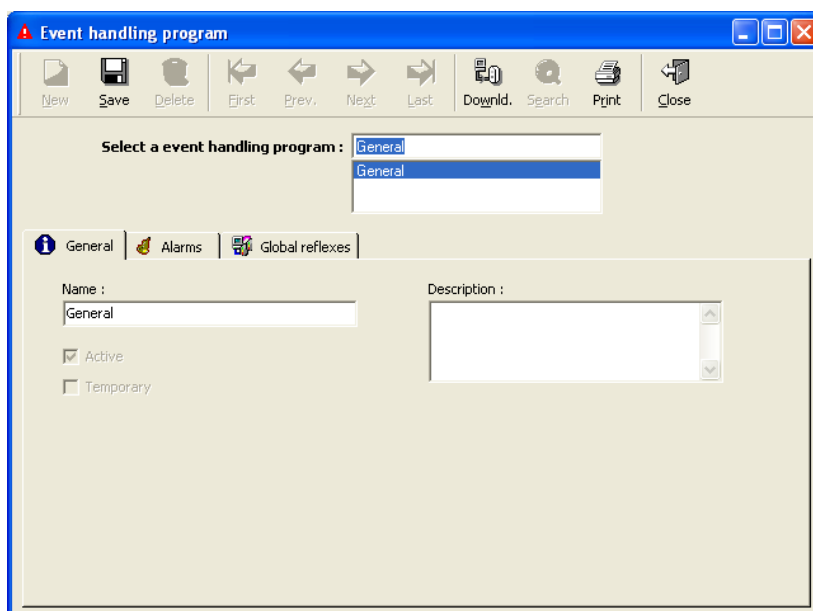 Event handling program
New Save Delete First Prev. Next Last Downld. Search Print Close
Select a event handling program : General
General
General Alarms Global reflexes
Name : Description :
General
Active
Temporary